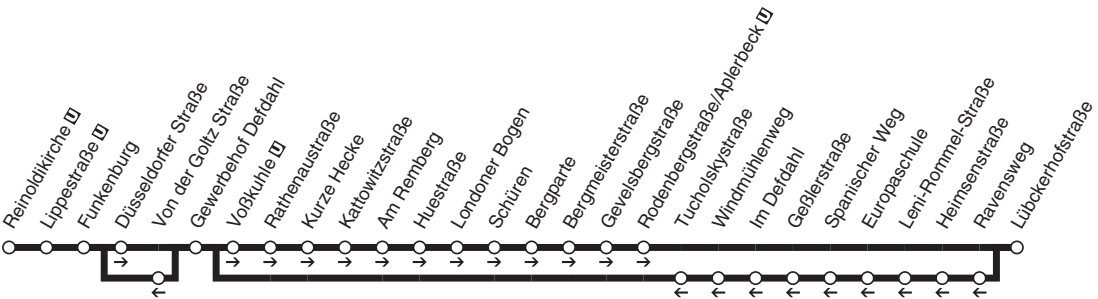 Reinoldikirche U
Lippestraße U
Funkenburg
Düsseldorfer Straße
Von der Goltz Straße
Gewerbehof Defdahl
Voßkuhle U
Rathenaustraße
Kurze Hecke
Kattowitzstraße
Am Remberg
Huestraße
Londoner Bogen
Schüren
Bergparte
Bergmeisterstraße
Gevelsbergstraße
Rodenbergstraße/Aplerbeck U
Tucholskystraße
Windmühlenweg
Im Defdahl
Geßlerstraße
Spanischer Weg
Europaschule
Leni-Rommel-Straße
Heimsenstraße
Ravensweg
Lübckerhofstraße